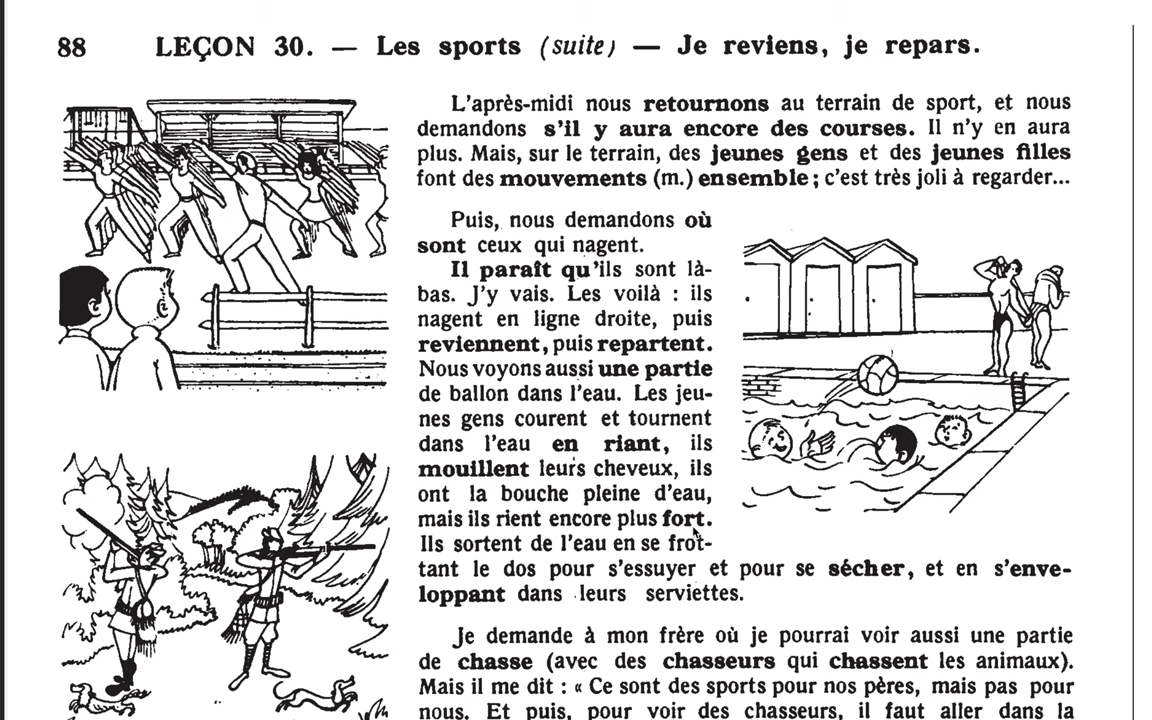 88 LEÇON 30. — Les sports (suite) — Je reviens, je repars.
L'après-midi nous retournons au terrain de sport, et nous
demandons s'il y aura encore des courses. Il n'y en aura
plus. Mais, sur le terrain, des jeunes gens et des jeunes filles
font des mouvements (m.) ensemble ; c'est très joli à regarder...
Puis, nous demandons où
sont ceux qui nagent.
Il paraît qu'ils sont là-
bas. J'y vais. Les voilà : ils
nagent en ligne droite, puis
reviennent, puis repartent.
Nous voyons aussi une partie
de ballon dans l'eau. Les jeu-
nes gens courent et tournent
dans l'eau en riant, ils
mouillent leurs cheveux, ils
ont la bouche pleine d'eau,
mais ils rient encore plus fort.
Ils sortent de l'eau en se frot-
tant le dos pour s'essuyer et pour se sécher, et en s'enve-
loppant dans leurs serviettes.
Je demande à mon frère où je pourrai voir aussi une partie
de chasse (avec des chasseurs qui chassent les animaux).
Mais il me dit : « Ce sont des sports pour nos pères, mais pas pour
nous. Et puis, pour voir des chasseurs, il faut aller dans la